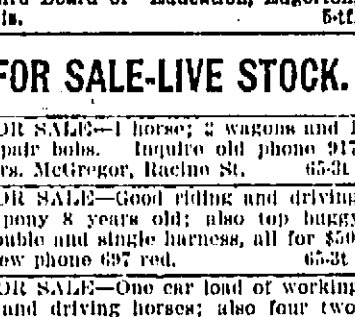 Board of Education, Edgerton
is. 5-tf
FOR SALE-LIVE STOCK.
OR SALE—1 horse; 2 wagons and 1
pair bobs. Inquire old phone 917
rs. McGregor, Racine St. 65-3t
OR SALE—Good riding and driving
pony 8 years old; also top buggy
ouble and single harness, all for $50
ew phone 697 red. 65-3t
OR SALE—One car load of working
and driving horses; also four two